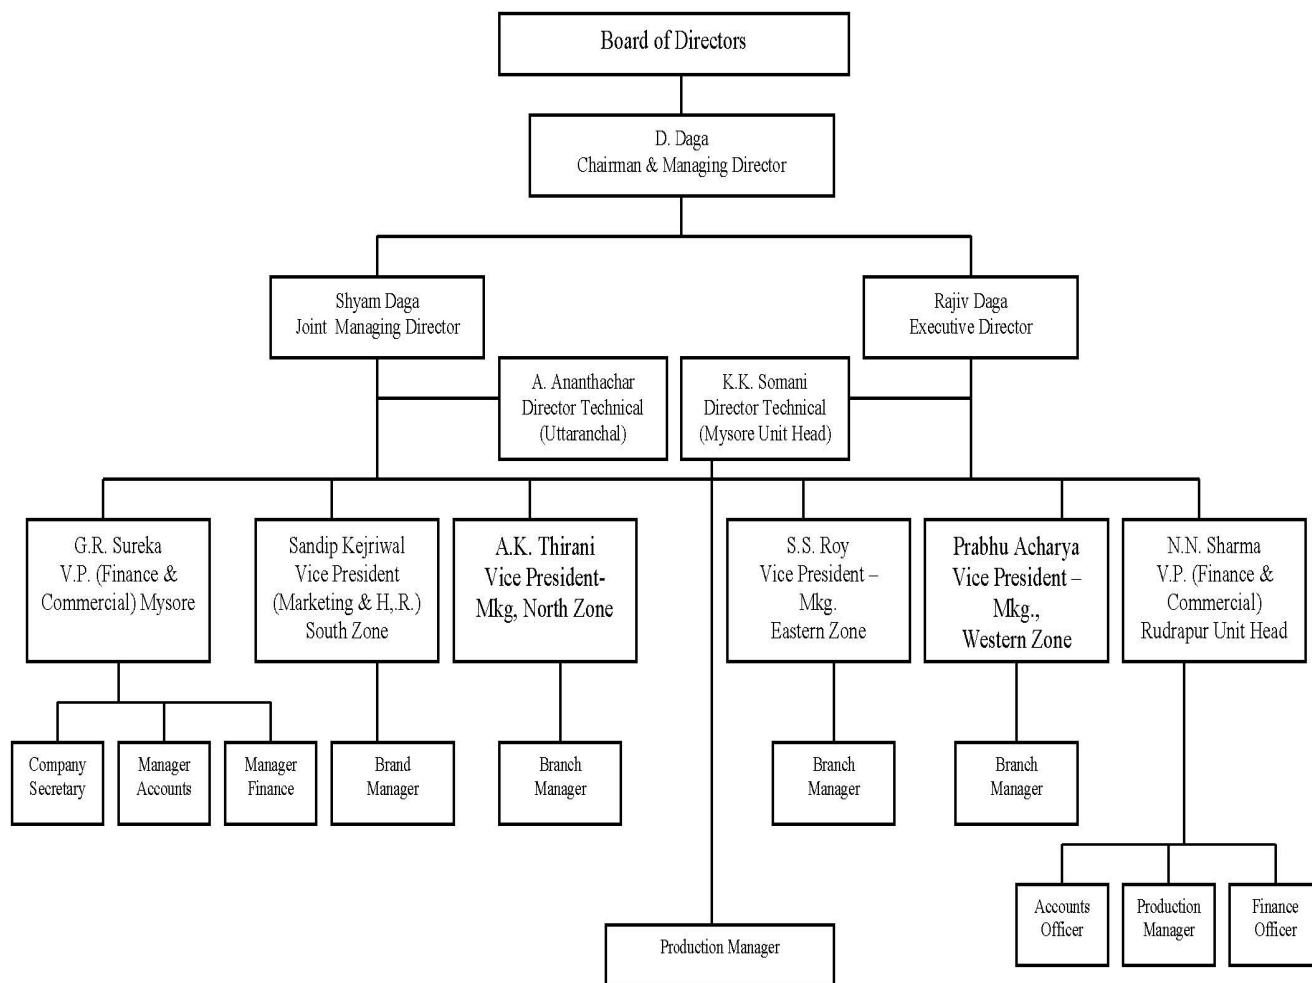 Board of Directors
D. Daga
Chairman & Managing Director
Shyam Daga
Joint Managing Director
Rajiv Daga
Executive Director
A. Ananthachar
Director Technical
(Uttaranchal)
K.K. Somani
Director Technical
(Mysore Unit Head)
G.R. Sureka
V.P. (Finance &
Commercial) Mysore
Sandip Kejriwal
Vice President
(Marketing & H,.R.)
South Zone
A.K. Thirani
Vice President-
Mkg, North Zone
S.S. Roy
Vice President –
Mkg.
Eastern Zone
Prabhu Acharya
Vice President –
Mkg.,
Western Zone
N.N. Sharma
V.P. (Finance &
Commercial)
Rudrapur Unit Head
Company
Secretary
Manager
Accounts
Manager
Finance
Brand
Manager
Branch
Manager
Branch
Manager
Branch
Manager
Accounts
Officer
Production
Manager
Finance
Officer
Production Manager